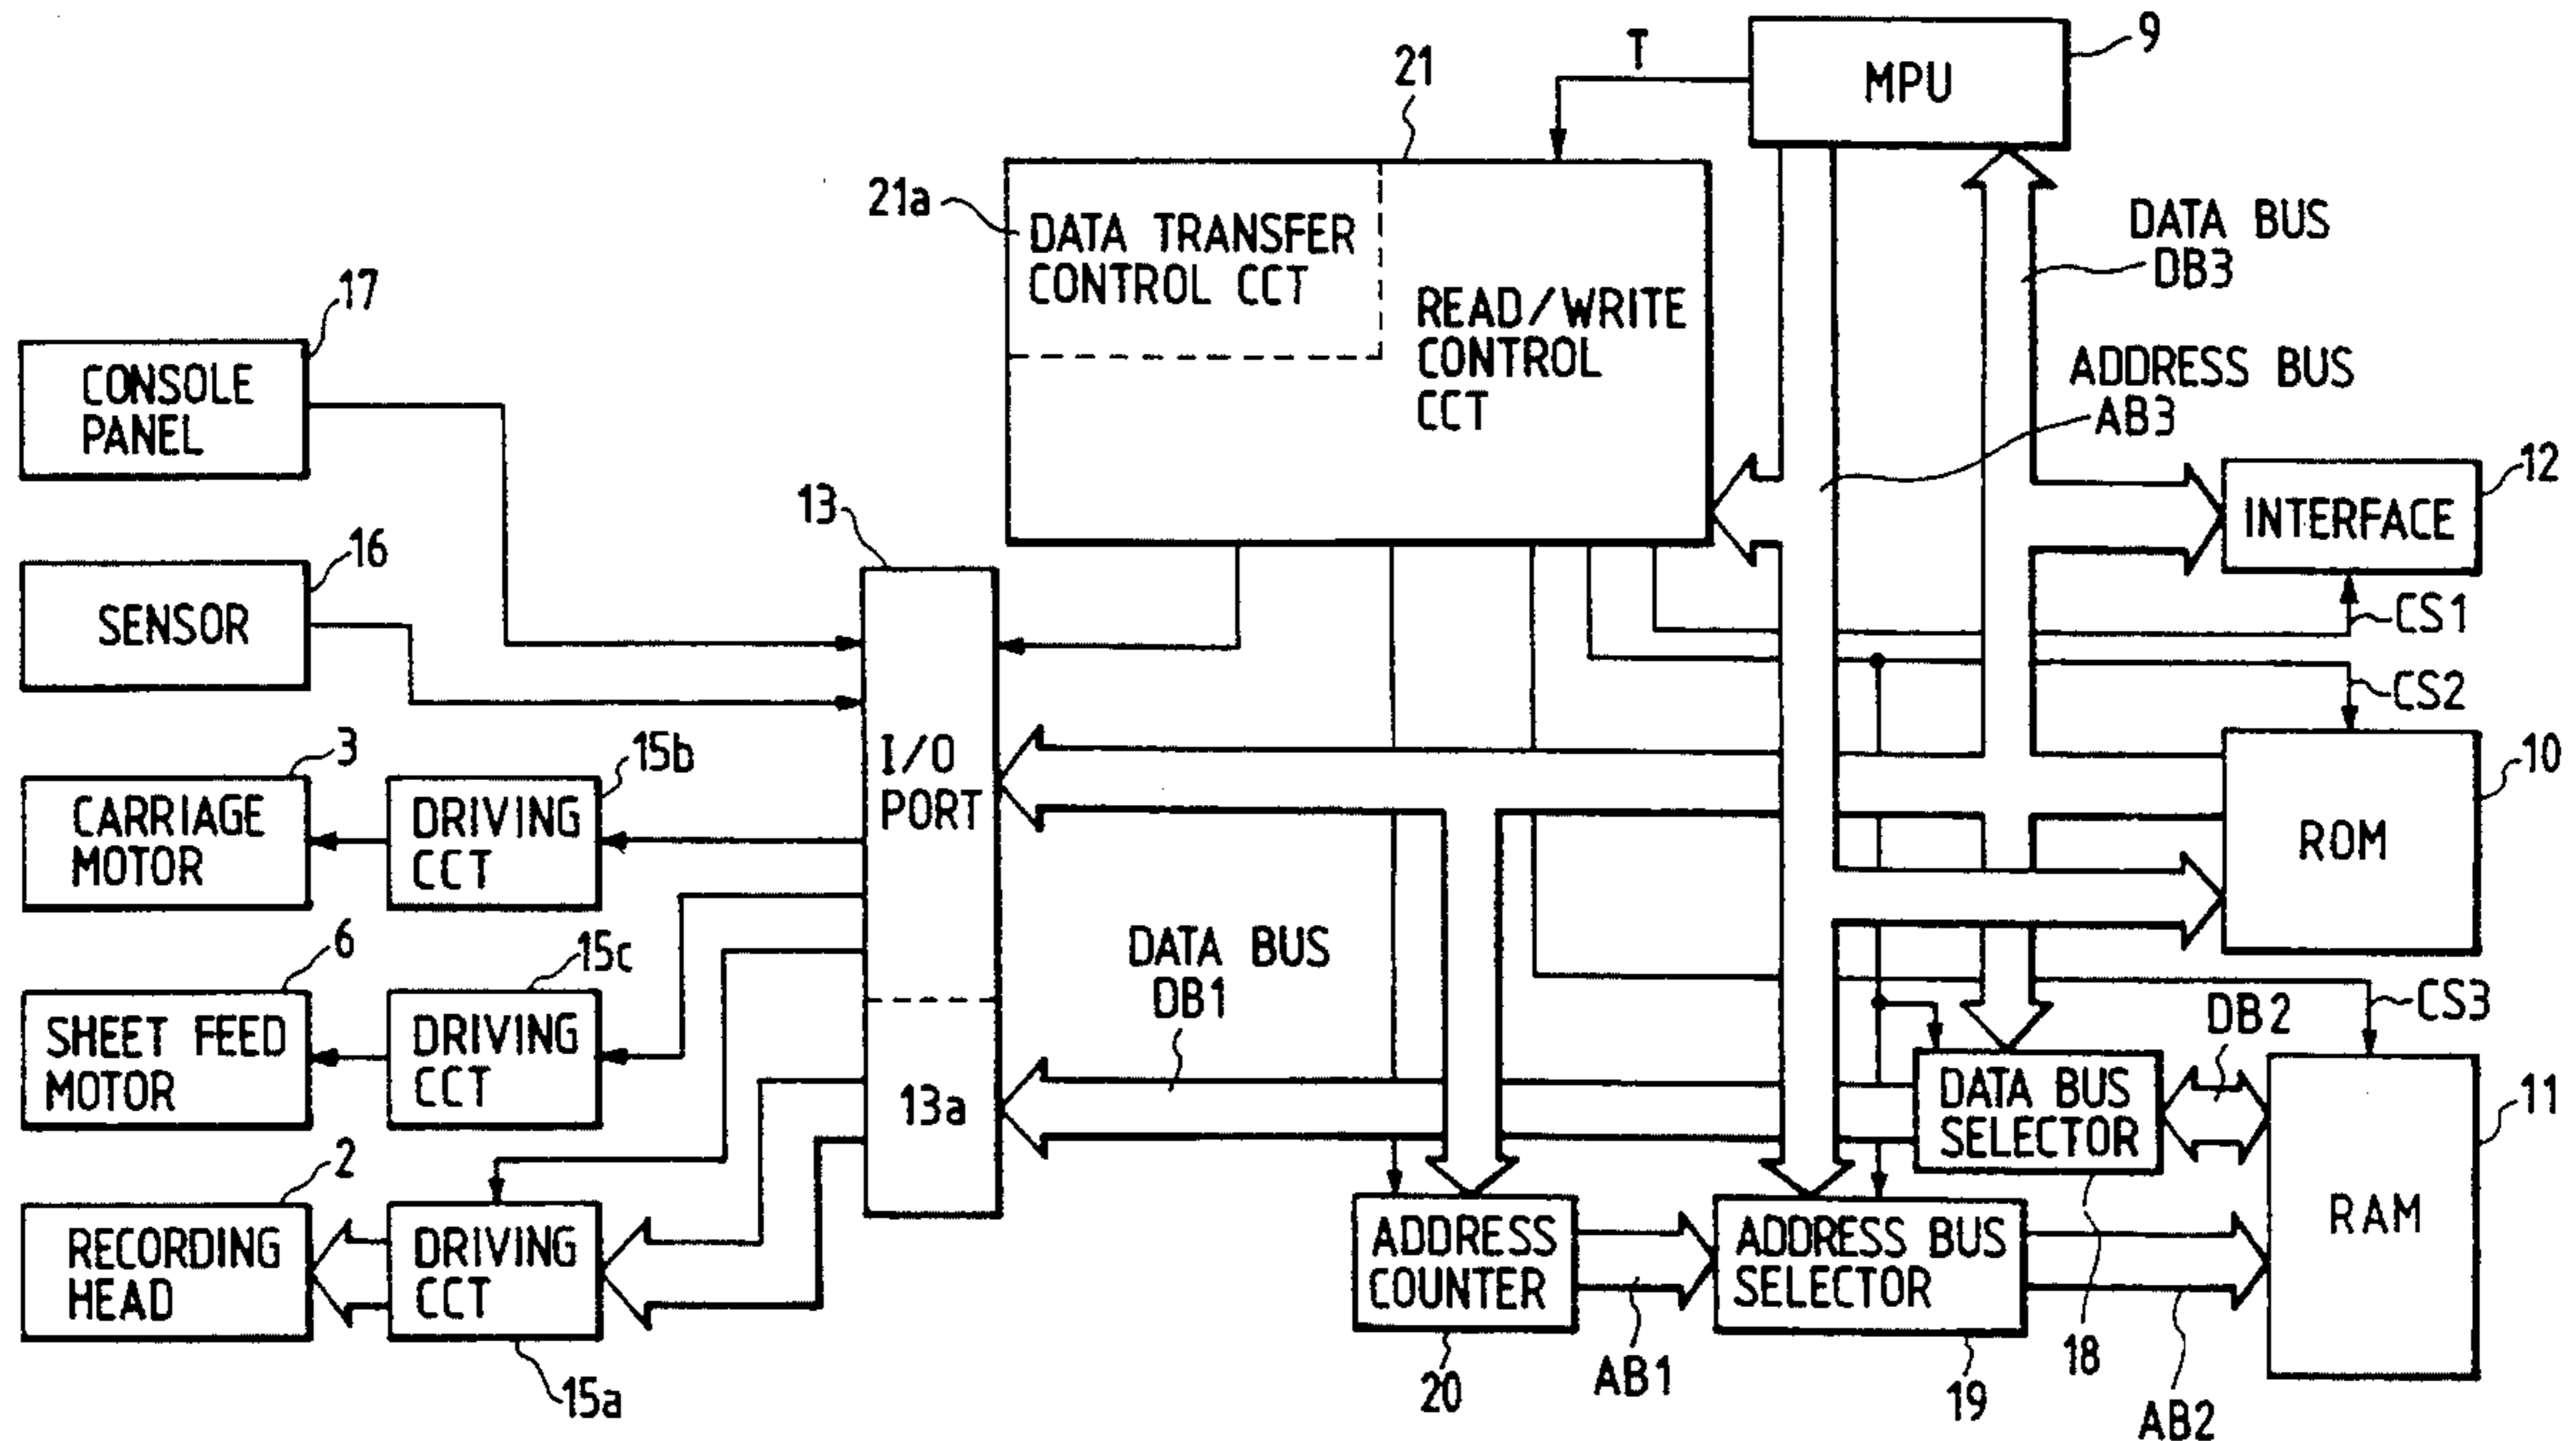 T
9
MPU
21
21a
DATA TRANSFER
CONTROL CCT
READ/WRITE
CONTROL
CCT
DATA BUS
DB3
ADDRESS BUS
AB3
17
CONSOLE
PANEL
12
INTERFACE
13
16
SENSOR
CS1
CS2
3
CARRIAGE
MOTOR
15b
DRIVING
CCT
I/O
PORT
10
ROM
6
SHEET FEED
MOTOR
15c
DRIVING
CCT
DATA BUS
DB1
13a
DB2
CS3
DATA BUS
SELECTOR
11
RAM
2
RECORDING
HEAD
DRIVING
CCT
15a
ADDRESS
COUNTER
20
AB1
ADDRESS BUS
SELECTOR
19
18
AB2